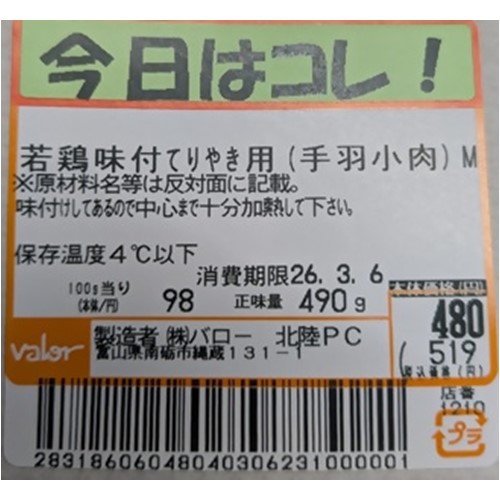 今日はコレ！
若鶏味付てりやき用(手羽小肉)M
※原材料名等は反対面に記載。
味付けしてあるので中心まで十分加熱して下さい。
保存温度4℃以下
消費期限26.3.6
100g当り
(本体/円) 98 正味量 490g
本体価格(円)
480
(519
税込価格(円)
valor 製造者 ㈱バロー 北陸PC
富山県南砺市縄蔵131-1
店番
1210
プラ
2831860604804030623100000 1